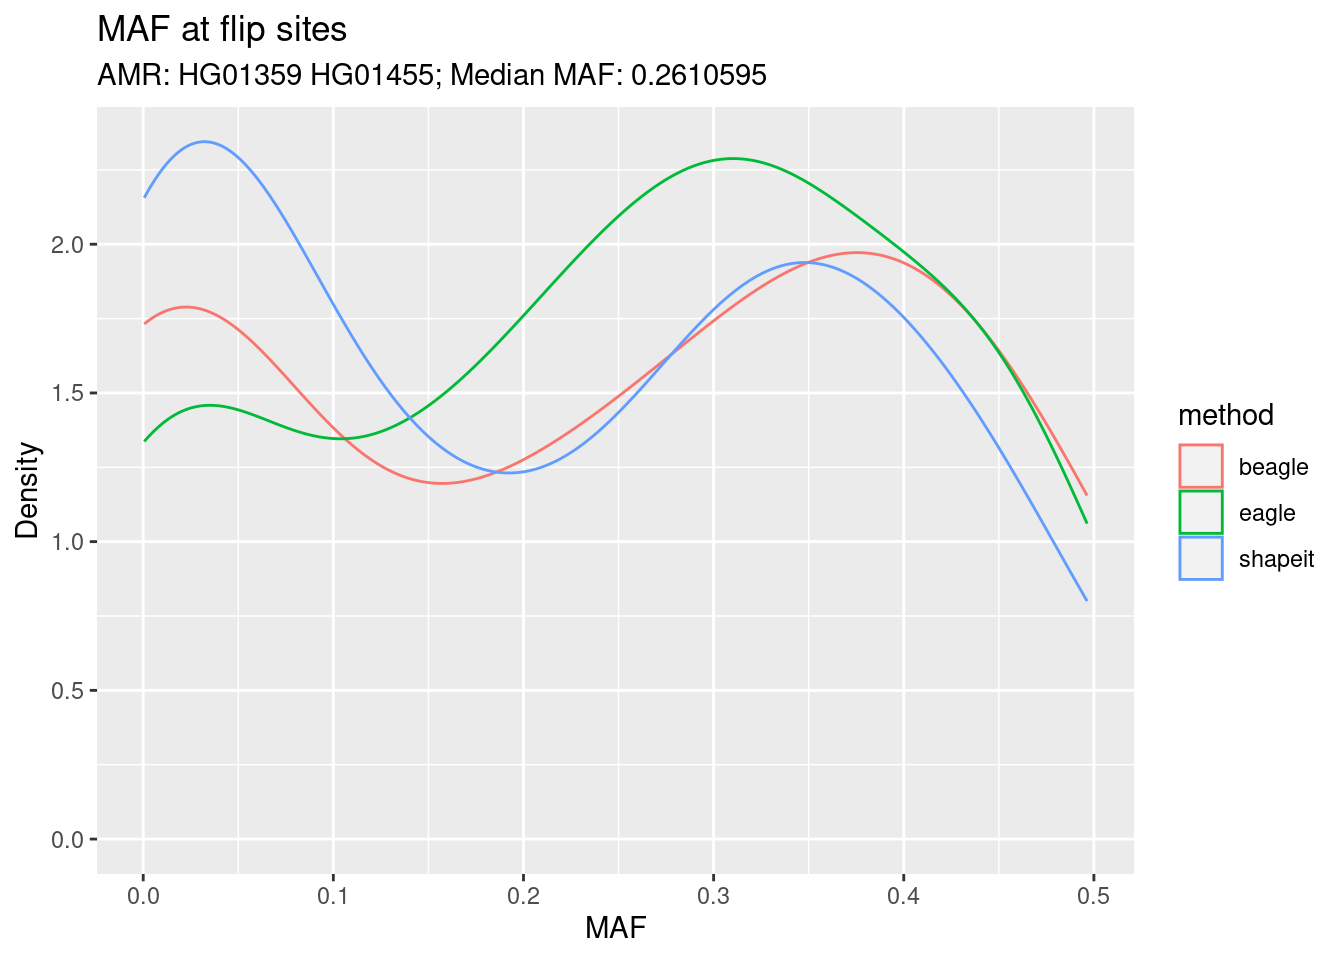 MAF at flip sites
AMR: HG01359 HG01455; Median MAF: 0.2610595
Density
2.0
1.5
1.0
0.5
0.0
0.0 0.1 0.2 0.3 0.4 0.5
MAF
method
beagle
eagle
shapeit